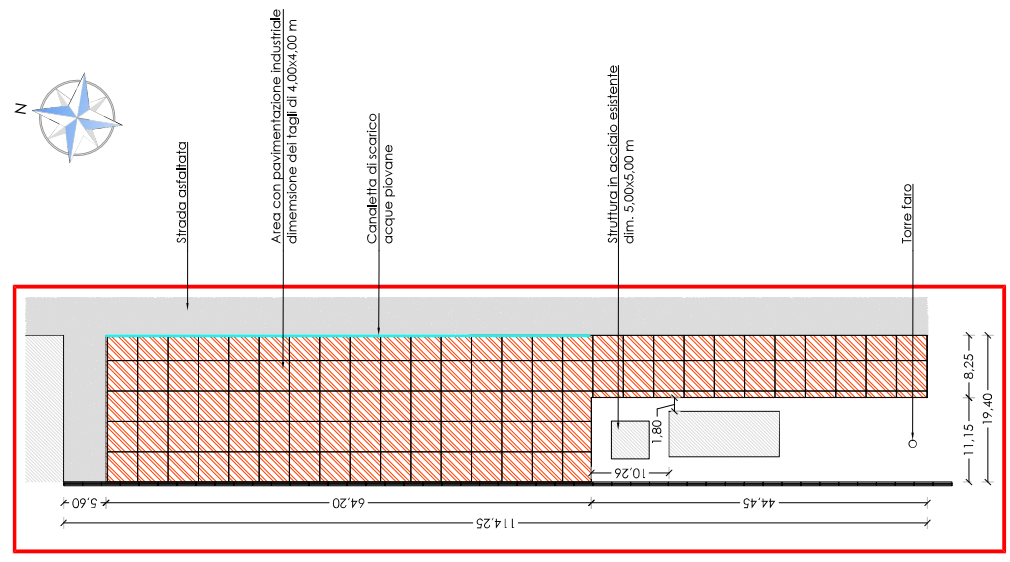 N
Strada asfaltata
Area con pavimentazione industriale
dimemsione dei tagli di 4,00x4,00 m
Canaletta di scarico
acque piovane
Struttura in acciaio esistente
dim. 5,00x5,00 m
Torre faro
1,80
10,26
8,25
11,15
19,40
5,60
64,20
44,45
114,25